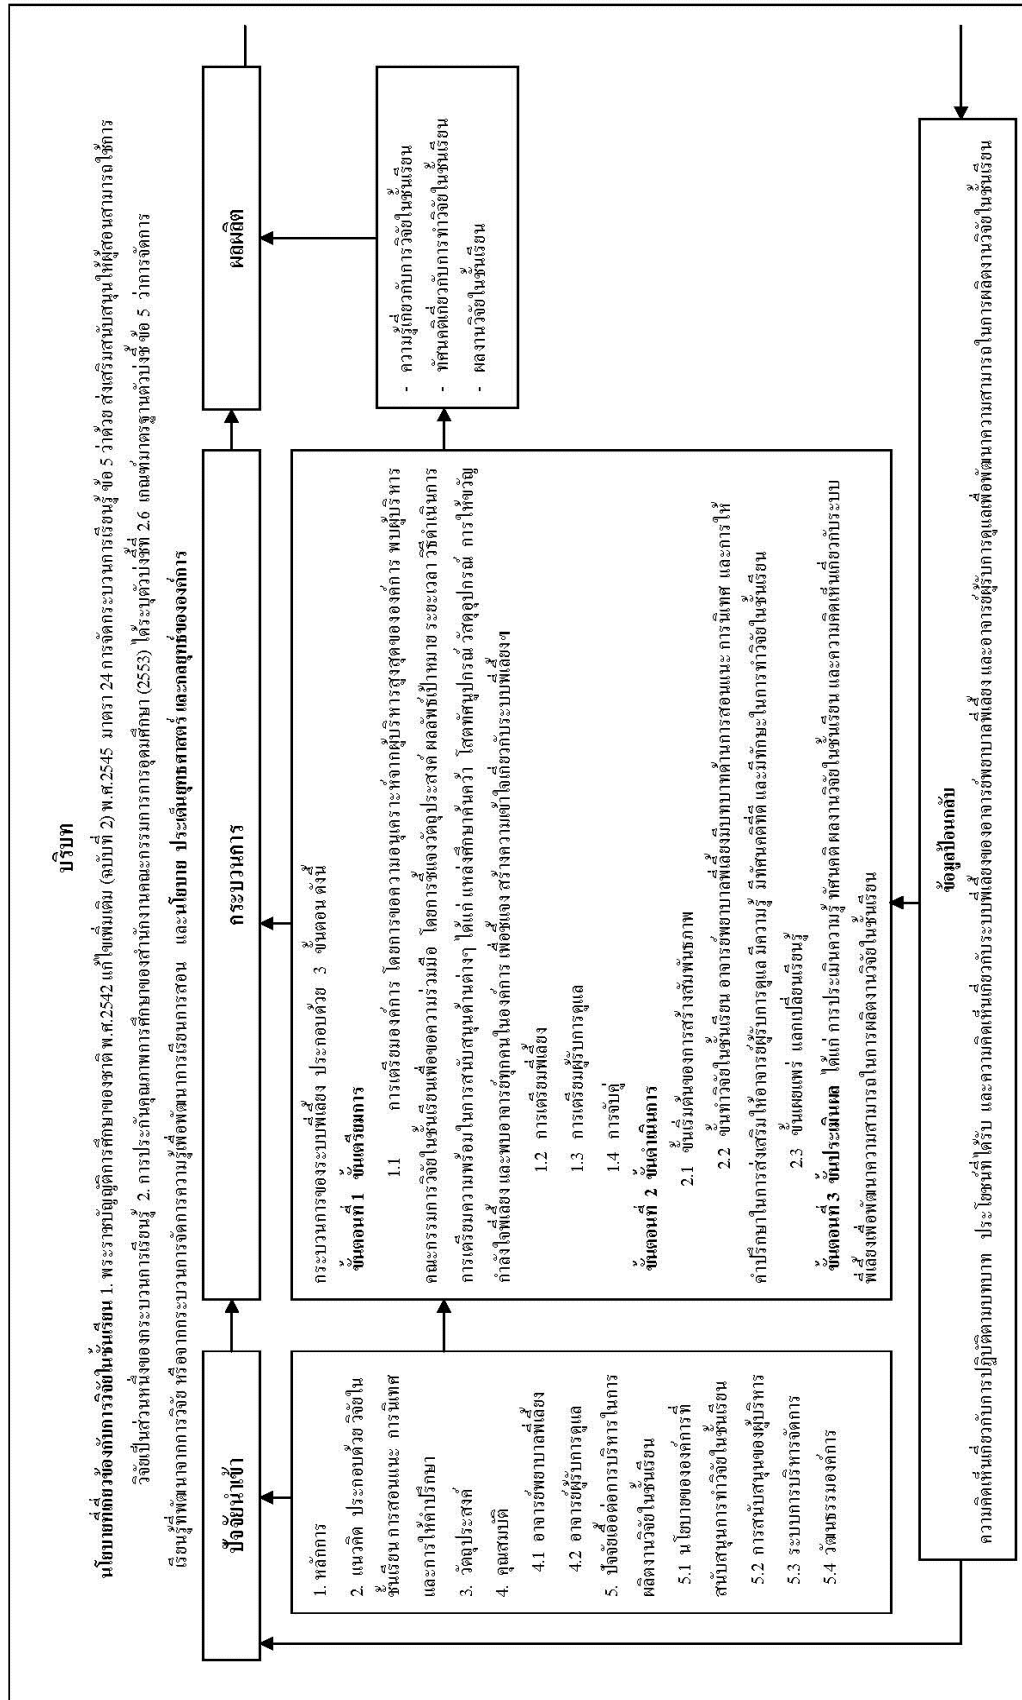 บริบท
นโยบายที่เกี่ยวข้องกับการวิจัยในชั้นเรียน 1. พระราชบัญญัติการศึกษาของชาติ พ.ศ.2542 แก้ไขเพิ่มเติม (ฉบับที่ 2) พ.ศ.2545 มาตรา 24 การจัดกระบวนการเรียนรู้ ข้อ 5 ว่าด้วย ส่งเสริมสนับสนุนให้ผู้สอนสามารถใช้การ
วิจัยเป็นส่วนหนึ่งของกระบวนการเรียนรู้ 2. การประกันคุณภาพการศึกษาของสำนักงานคณะกรรมการการอุดมศึกษา (2553) ได้ระบุตัวบ่งชี้ที่ 2.6 เกณฑ์มาตรฐานตัวบ่งชี้ ข้อ 5 ว่าการจัดการ
เรียนรู้ที่พัฒนาจากการวิจัย หรือจากกระบวนการจัดการความรู้เพื่อพัฒนาการเรียนการสอน และนโยบาย ประเด็นยุทธศาสตร์ และกลยุทธ์ขององค์การ
ปัจจัยนำเข้า
กระบวนการ
ผลผลิต
1. หลักการ
2. แนวคิด ประกอบด้วย วิจัยใน
ชั้นเรียน การสอนแนะ การนิเทศ
และการให้คำปรึกษา
3. วัตถุประสงค์
4. คุณสมบัติ
4.1 อาจารย์พยาบาลพี่เลี้ยง
4.2 อาจารย์ผู้รับการดูแล
5. ปัจจัยเอื้อต่อการบริหารในการ
ผลิตงานวิจัยในชั้นเรียน
5.1 นโยบายขององค์การที่
สนับสนุนการทำวิจัยในชั้นเรียน
5.2 การสนับสนุนของผู้บริหาร
5.3 ระบบการบริหารจัดการ
5.4 วัฒนธรรมองค์การ
กระบวนการของระบบพี่เลี้ยง ประกอบด้วย 3 ขั้นตอน ดังนี้
ขั้นตอนที่ 1 ขั้นเตรียมการ
1.1 การเตรียมองค์การ โดยการขอความอนุเคราะห์จากผู้บริหารสูงสุดขององค์การ พบผู้บริหาร
คณะกรรมการวิจัยในชั้นเรียนเพื่อขอความร่วมมือ โดยการชี้แจงวัตถุประสงค์ ผลลัพธ์เป้าหมาย ระยะเวลา วิธีดำเนินการ
การเตรียมความพร้อมในการสนับสนุนด้านต่างๆ ได้แก่ แหล่งศึกษาค้นคว้า โสตทัศนูปกรณ์ วัสดุอุปกรณ์ การให้ขวัญ
กำลังใจพี่เลี้ยง และพบอาจารย์ทุกคนในองค์การ เพื่อชี้แจง สร้างความเข้าใจเกี่ยวกับระบบพี่เลี้ยงฯ
1.2 การเตรียมพี่เลี้ยง
1.3 การเตรียมผู้รับการดูแล
1.4 การจับคู่
ขั้นตอนที่ 2 ขั้นดำเนินการ
2.1 ขั้นเริ่มต้นของการสร้างสัมพันธภาพ
2.2 ขั้นทำวิจัยในชั้นเรียน อาจารย์พยาบาลพี่เลี้ยงมีบทบาทด้านการสอนแนะ การนิเทศ และการให้
คำปรึกษาในการส่งเสริมให้อาจารย์ผู้รับการดูแล มีความรู้ มีทัศนคติที่ดี และมีทักษะในการทำวิจัยในชั้นเรียน
2.3 ขั้นเผยแพร่ แลกเปลี่ยนเรียนรู้
ขั้นตอนที่ 3 ขั้นประเมินผล ได้แก่ การประเมินความรู้ ทัศนคติ ผลงานวิจัยในชั้นเรียน และความคิดเห็นเกี่ยวกับระบบ
พี่เลี้ยงเพื่อพัฒนาความสามารถในการผลิตงานวิจัยในชั้นเรียน
- ความรู้เกี่ยวกับการวิจัยในชั้นเรียน
- ทัศนคติเกี่ยวกับการทำวิจัยในชั้นเรียน
- ผลงานวิจัยในชั้นเรียน
ข้อมูลป้อนกลับ
ความคิดเห็นเกี่ยวกับการปฏิบัติตามบทบาท ประโยชน์ที่ได้รับ และความคิดเห็นเกี่ยวกับระบบพี่เลี้ยงของอาจารย์พยาบาลพี่เลี้ยง และอาจารย์ผู้รับการดูแลเพื่อพัฒนาความสามารถในการผลิตงานวิจัยในชั้นเรียน